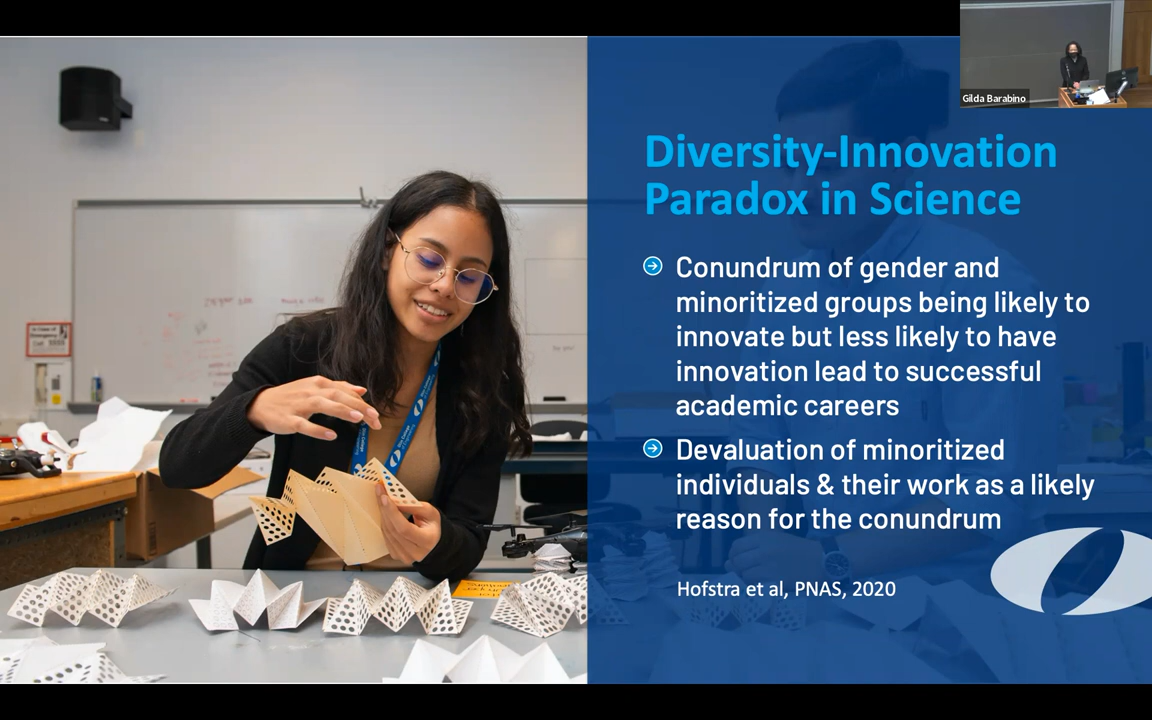 Gilda Barabino
Diversity-Innovation
Paradox in Science
Conundrum of gender and
minoritized groups being likely to
innovate but less likely to have
innovation lead to successful
academic careers
Devaluation of minoritized
individuals & their work as a likely
reason for the conundrum
Hofstra et al, PNAS, 2020